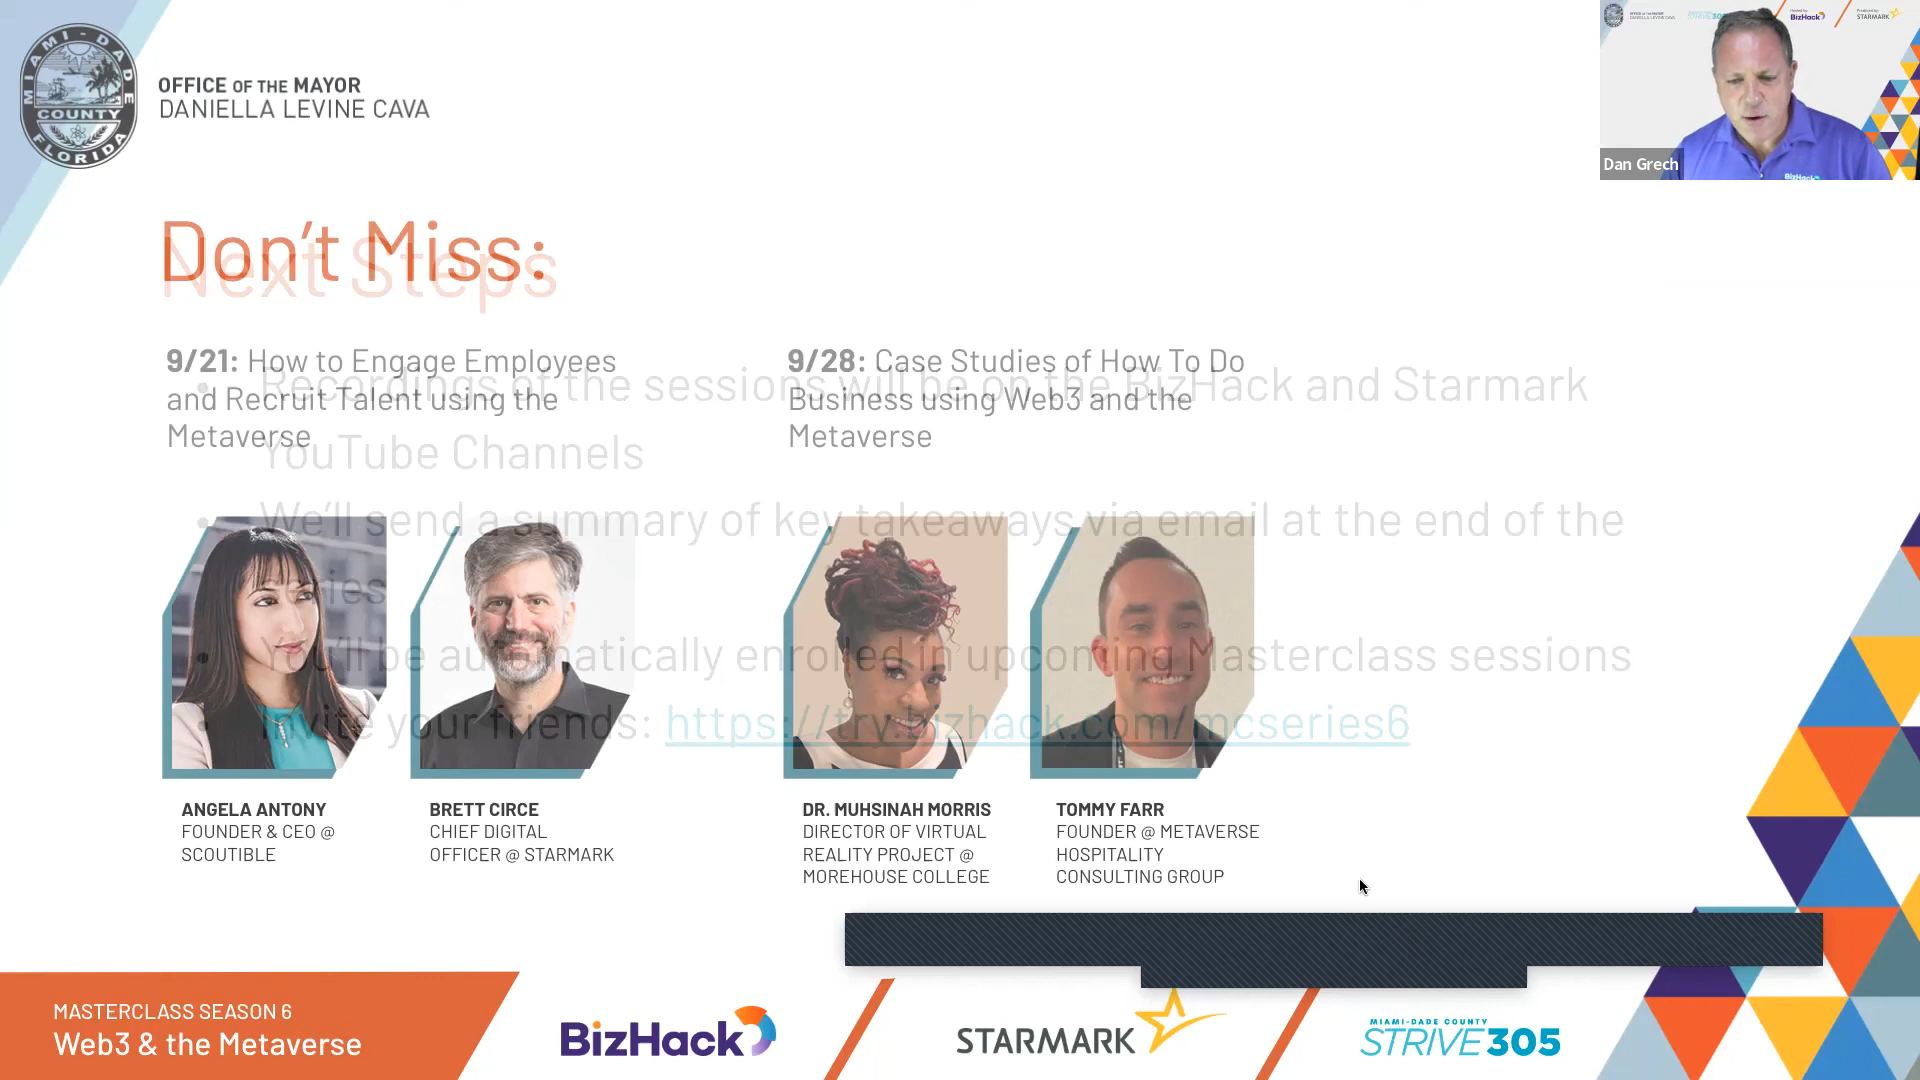 MIAMI-DADE
COUNTY
FLORIDA
OFFICE OF THE MAYOR
DANIELLA LEVINE CAVA
BizHack
STARMARK
Dan Grech
BizHack
Don't Miss:
Next Steps
9/21: How to Engage Employees
and Recruit Talent using the
Metaverse
9/28: Case Studies of How To Do
Business using Web3 and the
Metaverse
Recordings of the sessions will be on the BizHack and Starmark
YouTube Channels
We'll send a summary of key takeaways via email at the end of the
You'll be automatically enrolled in upcoming Masterclass sessions
Invite your friends: https://try.bizhack.com/mcseries6
ANGELA ANTONY
FOUNDER & CEO @
SCOUTIBLE
BRETT CIRCE
CHIEF DIGITAL
OFFICER @ STARMARK
DR. MUHSINAH MORRIS
DIRECTOR OF VIRTUAL
REALITY PROJECT @
MOREHOUSE COLLEGE
TOMMY FARR
FOUNDER @ METAVERSE
HOSPITALITY
CONSULTING GROUP
MASTERCLASS SEASON 6
Web3 & the Metaverse
BizHack
STARMARK
MIAMI-DADE COUNTY
STRIVE305